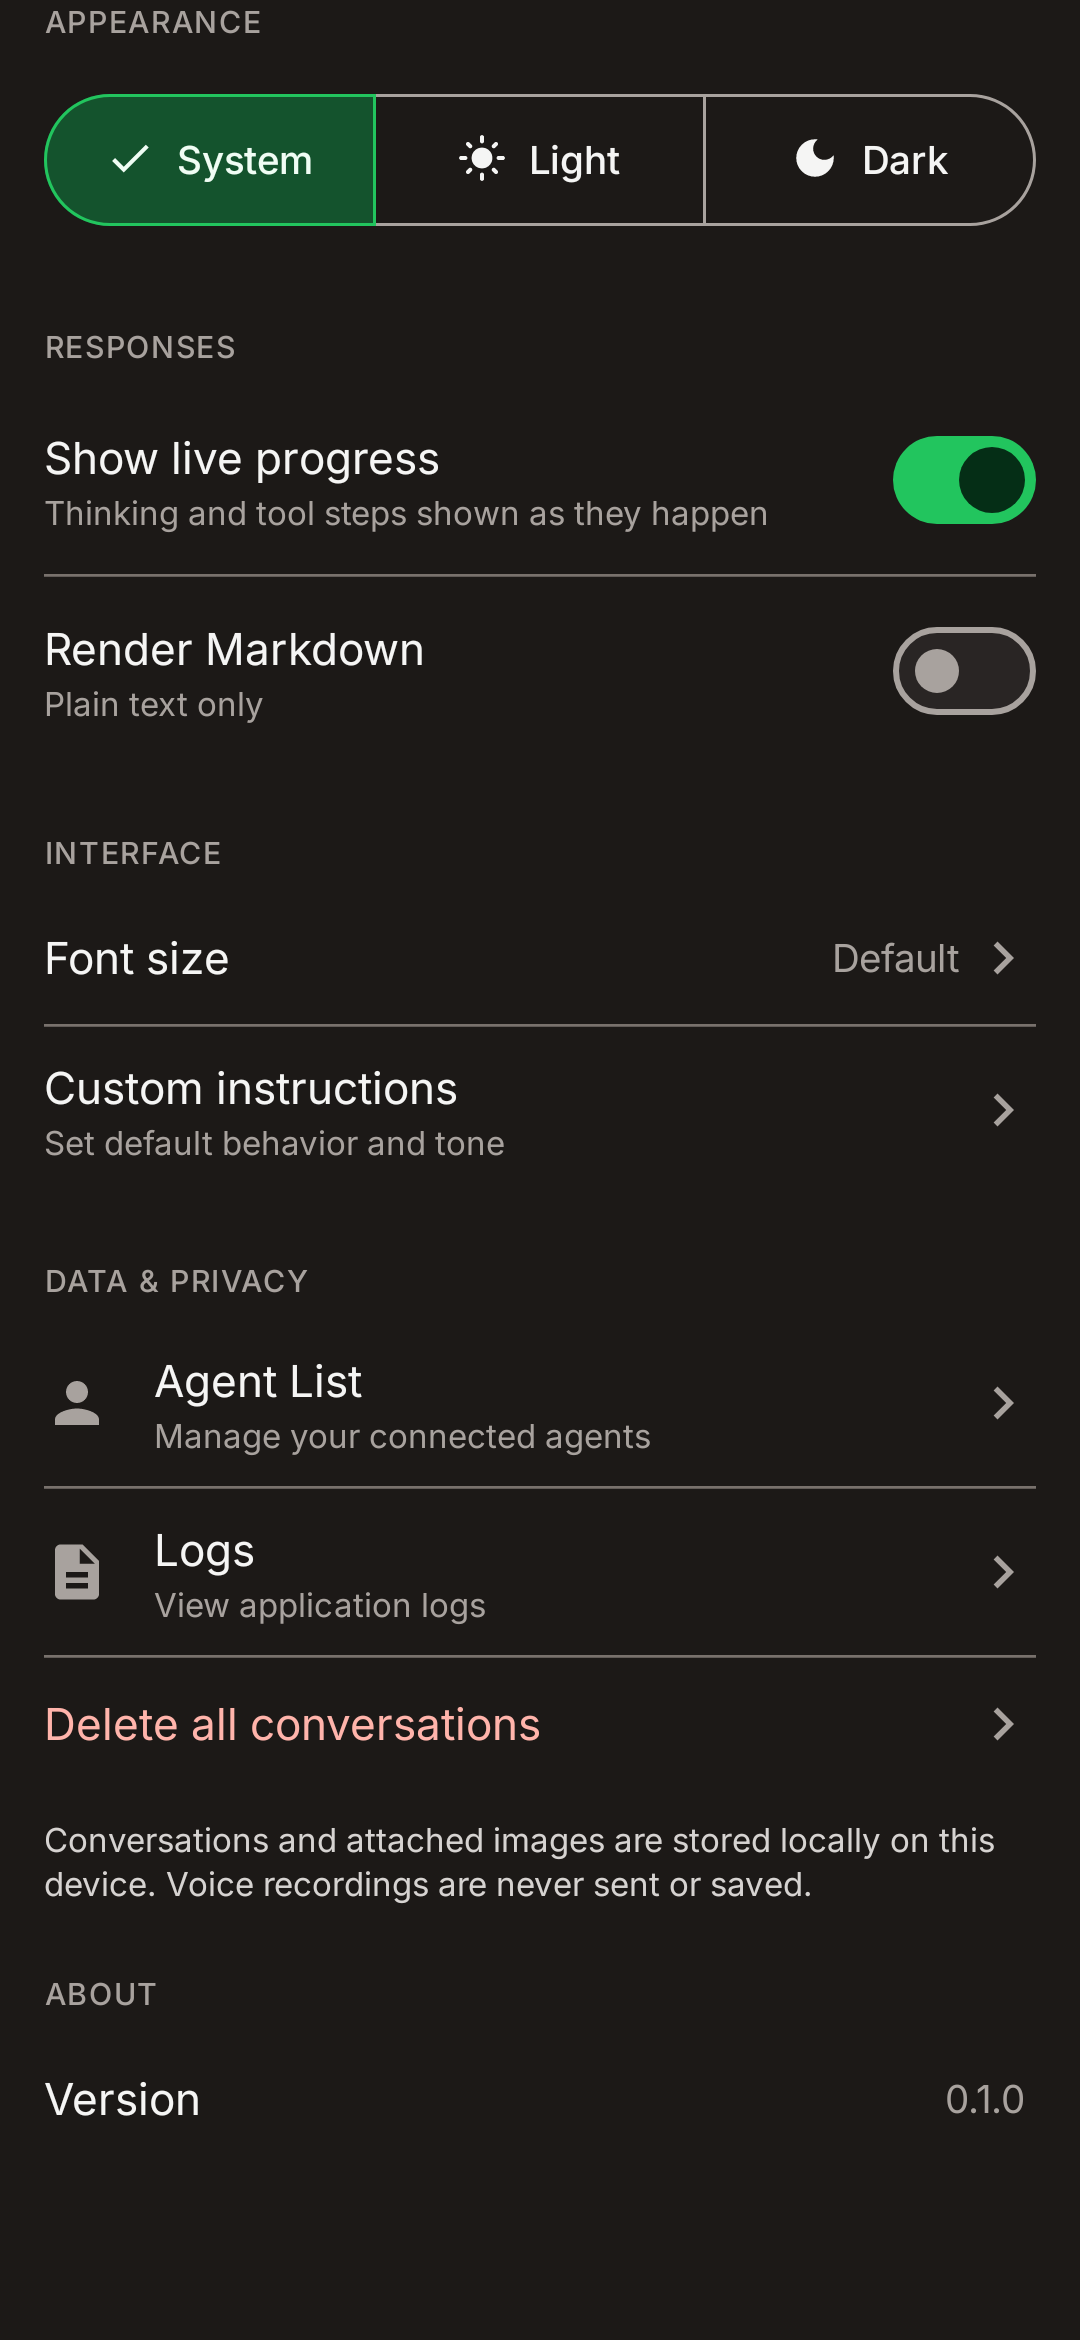 APPEARANCE
System
Light
Dark
RESPONSES
Show live progress
Thinking and tool steps shown as they happen
Render Markdown
Plain text only
INTERFACE
Font size
Default
Custom instructions
Set default behavior and tone
DATA & PRIVACY
Agent List
Manage your connected agents
Logs
View application logs
Delete all conversations
Conversations and attached images are stored locally on this
device. Voice recordings are never sent or saved.
ABOUT
Version
0.1.0